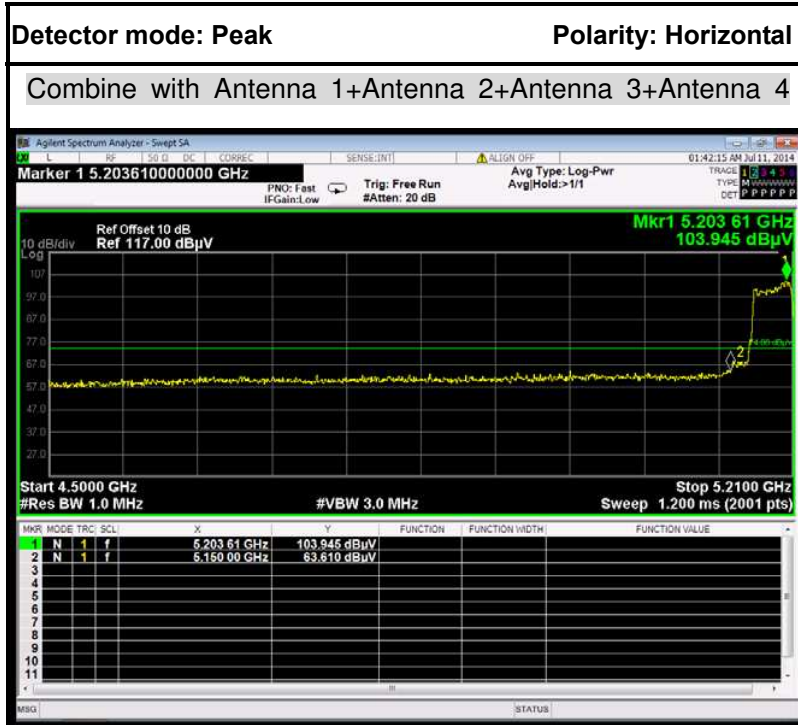 Detector mode: Peak Polarity: Horizontal
Combine with Antenna 1+Antenna 2+Antenna 3+Antenna 4
Agilent Spectrum Analyzer - Swept SA
L RF 50 Ω DC CORREC SENSE:INT ALIGN OFF 01:42:15 AM Jul 11, 2014
Marker 1 5.203610000000 GHz
PNO: Fast
IFGain:Low
Trig: Free Run
#Atten: 20 dB
Avg Type: Log-Pwr
Avg|Hold:>1/1
TRACE 1 2 3 4 5 6
TYPE M
DET P P P P P P
Mkr1 5.203 61 GHz
103.945 dBµV
Ref Offset 10 dB
10 dB/div Ref 117.00 dBµV
Log
107
97.0
87.0
77.0
67.0
57.0
47.0
37.0
27.0
1
2
Start 4.5000 GHz Stop 5.2100 GHz
#Res BW 1.0 MHz #VBW 3.0 MHz Sweep 1.200 ms (2001 pts)
MKR MODE TRC SCL X Y FUNCTION FUNCTION WIDTH FUNCTION VALUE
1 N 1 f 5.203 61 GHz 103.945 dBµV
2 N 1 f 5.150 00 GHz 63.610 dBµV
3
4
5
6
7
8
9
10
11
MSG STATUS